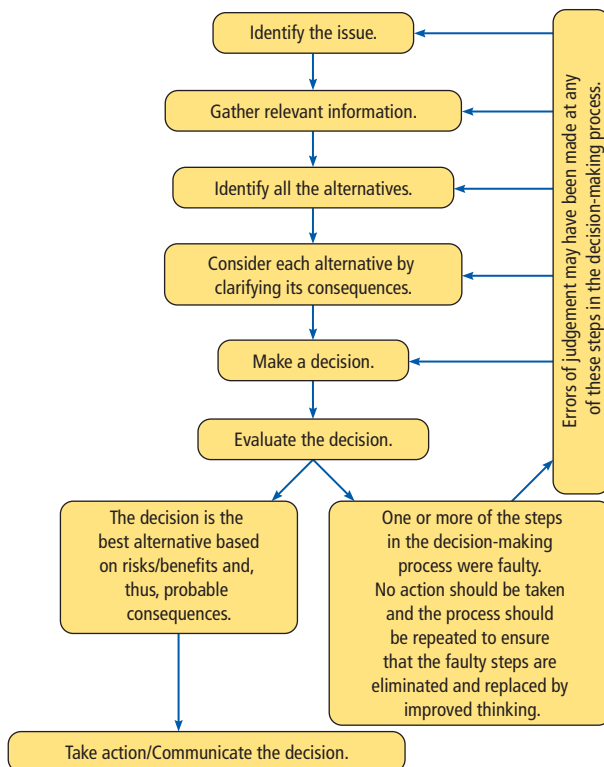 Identify the issue.
Gather relevant information.
Identify all the alternatives.
Consider each alternative by
clarifying its consequences.
Make a decision.
Evaluate the decision.
The decision is the
best alternative based
on risks/benefits and,
thus, probable
consequences.
One or more of the steps
in the decision-making
process were faulty.
No action should be taken
and the process should
be repeated to ensure
that the faulty steps are
eliminated and replaced by
improved thinking.
Take action/Communicate the decision.
Errors of judgement may have been made at any
of these steps in the decision-making process.